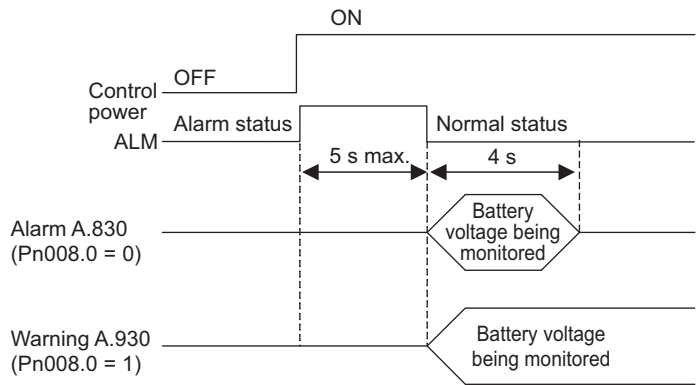 ON
OFF
Control
power
ALM
Alarm status
Normal status
5 s max.
4 s
Alarm A.830
(Pn008.0 = 0)
Battery
voltage being
monitored
Warning A.930
(Pn008.0 = 1)
Battery voltage
being monitored